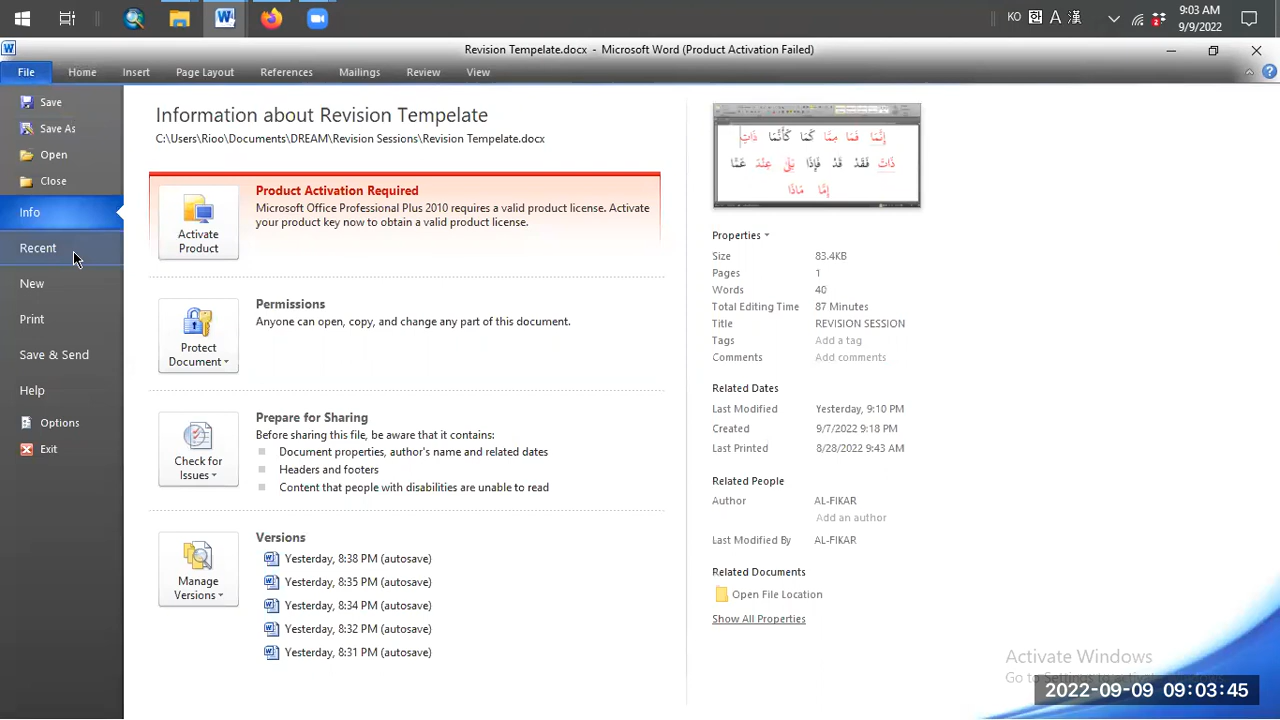 KO 확 A 漢
9:03 AM
9/9/2022
Revision Tempelate.docx - Microsoft Word (Product Activation Failed)
File Home Insert Page Layout References Mailings Review View
Save
Save As
Open
Close
Info
Recent
New
Print
Save & Send
Help
Options
Exit
Information about Revision Templelate
C:\Users\Rioo\Documents\DREAM\Revision Sessions\Revision Tempelate.docx
Activate
Product
Product Activation Required
Microsoft Office Professional Plus 2010 requires a valid product license. Activate
your product key now to obtain a valid product license.
Protect
Document
Permissions
Anyone can open, copy, and change any part of this document.
Check for
Issues
Prepare for Sharing
Before sharing this file, be aware that it contains:
Document properties, author's name and related dates
Headers and footers
Content that people with disabilities are unable to read
Manage
Versions
Versions
Yesterday, 8:38 PM (autosave)
Yesterday, 8:35 PM (autosave)
Yesterday, 8:34 PM (autosave)
Yesterday, 8:32 PM (autosave)
Yesterday, 8:31 PM (autosave)
إِنَّمَا فَمَا مِمَّا كَمَا كَأَنَّمَا ذَاتِ
ذَاتَ فَقَدْ قَدْ فَإِذَا عِنْدَ عَمَّا
إِمَّا مَاذَا
Properties
Size 83.4KB
Pages 1
Words 40
Total Editing Time 87 Minutes
Title REVISION SESSION
Tags Add a tag
Comments Add comments
Related Dates
Last Modified Yesterday, 9:10 PM
Created 9/7/2022 9:18 PM
Last Printed 8/28/2022 9:43 AM
Related People
Author AL-FIKAR
Add an author
Last Modified By AL-FIKAR
Related Documents
Open File Location
Show All Properties
Activate Windows
Go to Settings to
2022-09-09 09:03:45